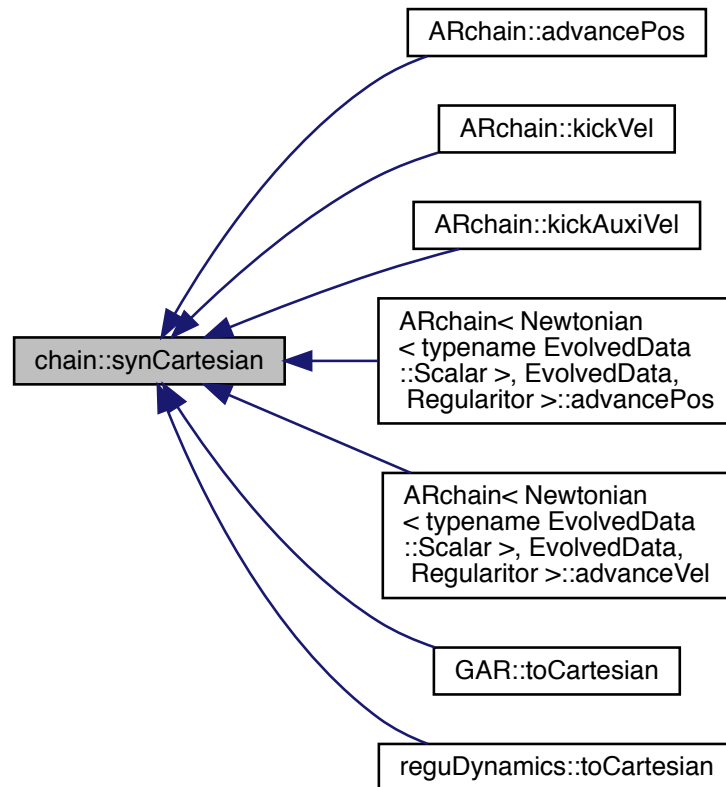 ARchain::advancePos
ARchain::kickVel
ARchain::kickAuxiVel
chain::synCartesian
ARchain< Newtonian
< typename EvolvedData
::Scalar >, EvolvedData,
Regularitor >::advancePos
ARchain< Newtonian
< typename EvolvedData
::Scalar >, EvolvedData,
Regularitor >::advanceVel
GAR::toCartesian
reguDynamics::toCartesian